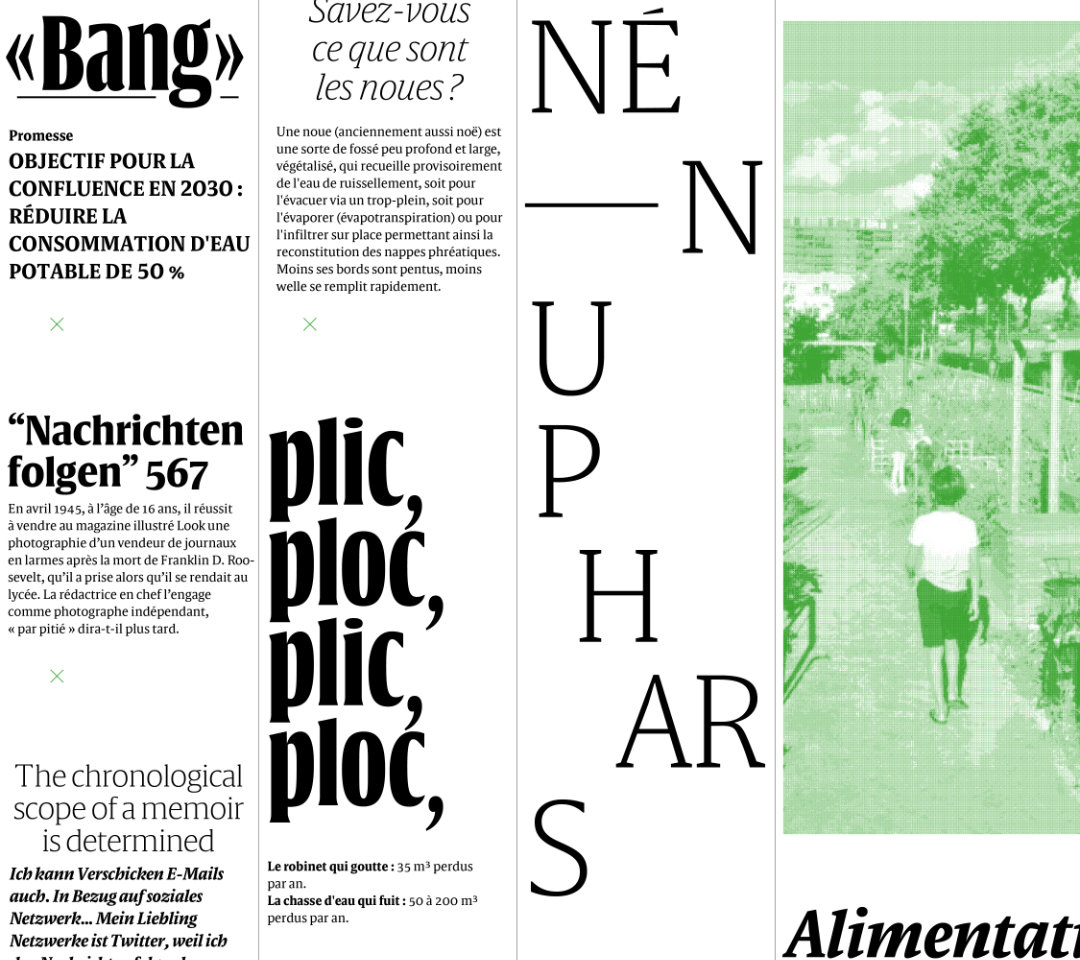 «Bang»
Promesse
OBJECTIF POUR LA
CONFLUENCE EN 2030 :
RÉDUIRE LA
CONSOMMATION D'EAU
POTABLE DE 50 %
“Nachrichten
folgen” 567
En avril 1945, à l’âge de 16 ans, il réussit
à vendre au magazine illustré Look une
photographie d’un vendeur de journaux
en larmes après la mort de Franklin D. Roo-
sevelt, qu’il a prise alors qu’il se rendait au
lycée. La rédactrice en chef l’engage
comme photographe indépendant,
« par pitié » dira-t-il plus tard.
The chronological
scope of a memoir
is determined
Ich kann Verschicken E-Mails
auch. In Bezug auf soziales
Netzwerk... Mein Liebling
Netzwerke ist Twitter, weil ich
Savez-vous
ce que sont
les noues ?
Une noue (anciennement aussi noë) est
une sorte de fossé peu profond et large,
végétalisé, qui recueille provisoirement
de l'eau de ruissellement, soit pour
l'évacuer via un trop-plein, soit pour
l'évaporer (évapotranspiration) ou pour
l'infiltrer sur place permettant ainsi la
reconstitution des nappes phréatiques.
Moins ses bords sont pentus, moins
welle se remplit rapidement.
plic,
ploc,
plic,
ploc,
Le robinet qui goutte : 35 m³ perdus
par an.
La chasse d'eau qui fuit : 50 à 200 m³
perdus par an.
NÉ
— N
U
P
H
AR
S
Alimentati